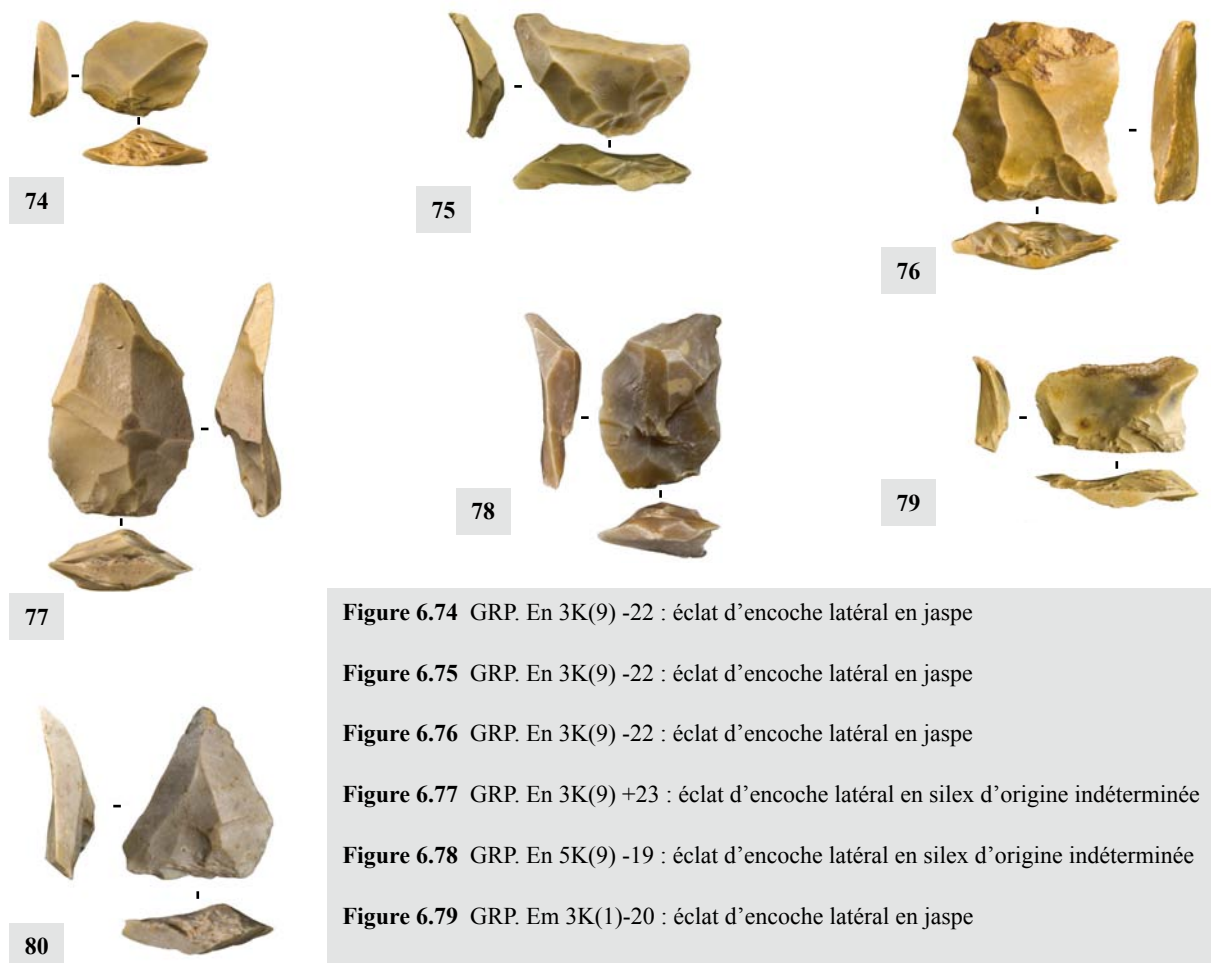 74
75
76
77
78
79
80
Figure 6.74 GRP. En 3K(9) -22 : éclat d’encoche latéral en jaspe
Figure 6.75 GRP. En 3K(9) -22 : éclat d’encoche latéral en jaspe
Figure 6.76 GRP. En 3K(9) -22 : éclat d’encoche latéral en jaspe
Figure 6.77 GRP. En 3K(9) +23 : éclat d’encoche latéral en silex d’origine indéterminée
Figure 6.78 GRP. En 5K(9) -19 : éclat d’encoche latéral en silex d’origine indéterminée
Figure 6.79 GRP. Em 3K(1)-20 : éclat d’encoche latéral en jaspe